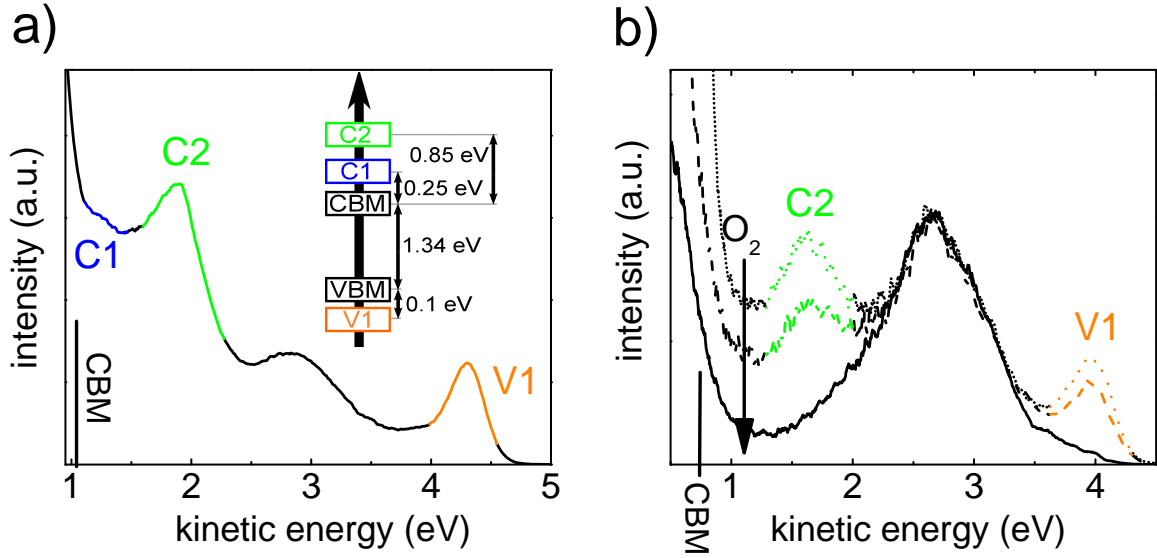 a)
intensity (a.u.)
C2
C1
CBM
V1
C2
C1
CBM
VBM
V1
0.85 eV
0.25 eV
1.34 eV
0.1 eV
1 2 3 4 5
kinetic energy (eV)
b)
intensity (a.u.)
O2
C2
V1
CBM
1 2 3 4
kinetic energy (eV)